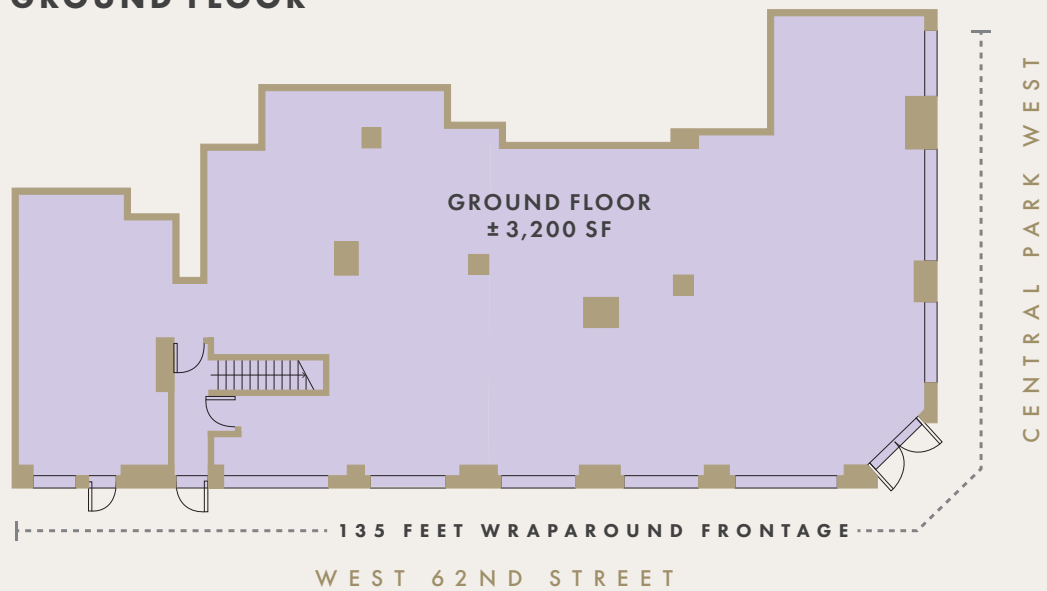 GROUND FLOOR
GROUND FLOOR
± 3,200 SF
CENTRAL PARK WEST
135 FEET WRAPAROUND FRONTAGE
WEST 62ND STREET